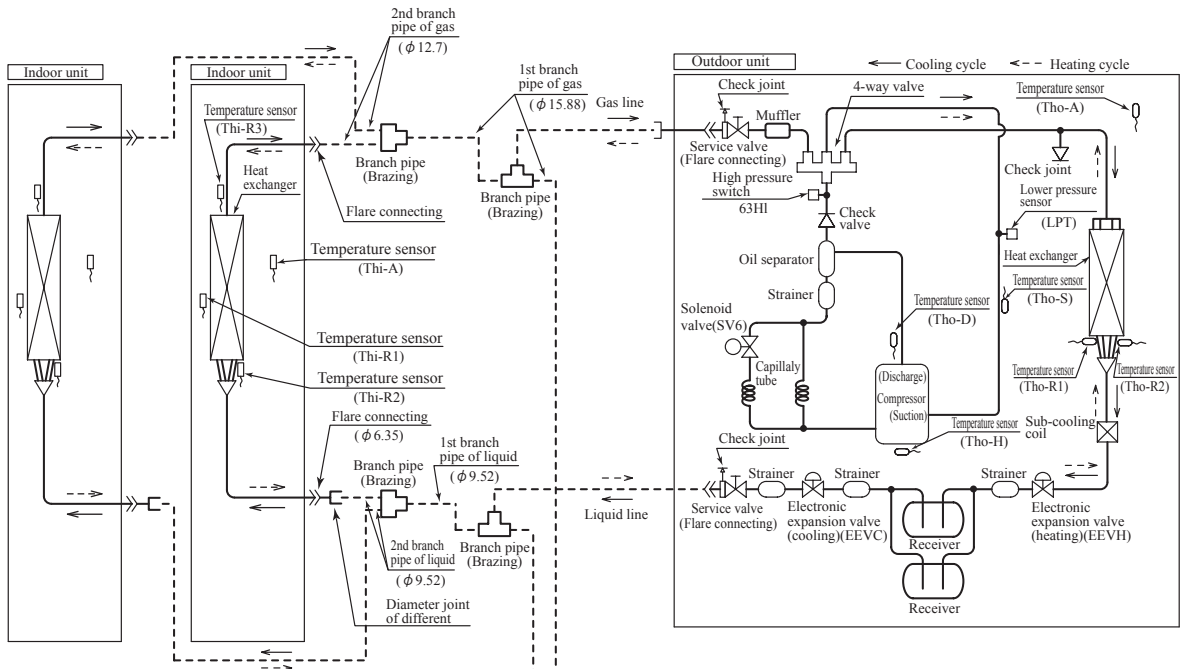 Indoor unit
Indoor unit
Temperature sensor
(Thi-R3)
Heat
exchanger
Flare connecting
Temperature sensor
(Thi-A)
Temperature sensor
(Thi-R1)
Temperature sensor
(Thi-R2)
Flare connecting
(ϕ6.35)
2nd branch
pipe of gas
(ϕ12.7)
Branch pipe
(Brazing)
1st branch
pipe of gas
(ϕ15.88)
Gas line
Branch pipe
(Brazing)
Branch pipe
(Brazing)
1st branch
pipe of liquid
(ϕ9.52)
2nd branch
pipe of liquid
(ϕ9.52)
Branch pipe
(Brazing)
Diameter joint
of different
Liquid line
Outdoor unit
Cooling cycle
Heating cycle
Check joint
Muffler
Service valve
(Flare connecting)
4-way valve
Temperature sensor
(Tho-A)
Check joint
High pressure
switch
63Hl
Check
valve
Lower pressure
sensor
(LPT)
Oil separator
Heat exchanger
Strainer
Temperature sensor
(Tho-S)
Solenoid
valve(SV6)
Temperature sensor
(Tho-D)
Capillaly
tube
(Discharge)
Compressor
(Suction)
Temperature sensor
(Tho-R1)
Temperature sensor
(Tho-R2)
Temperature sensor
(Tho-H)
Sub-cooling
coil
Check joint
Strainer
Strainer
Strainer
Service valve
(Flare connecting)
Electronic
expansion valve
(cooling)(EEVC)
Receiver
Electronic
expansion valve
(heating)(EEVH)
Receiver